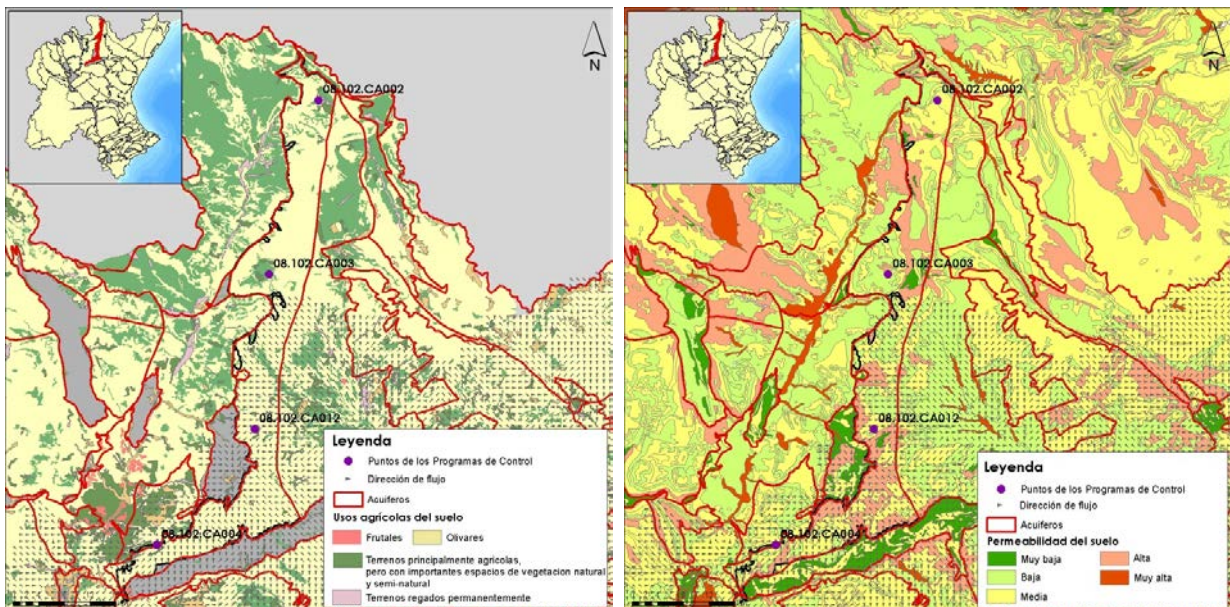 N
08.102.CA002
08.102.CA003
08.102.CA012
08.102.CA004
Leyenda
Puntos de los Programas de Control
Dirección de flujo
Acuiferos
Usos agrícolas del suelo
Frutales Olivares
Terrenos principalmente agrícolas,
pero con importantes espacios de vegetacion natural
y semi-natural
Terrenos regados permanentemente
N
08.102.CA002
08.102.CA003
08.102.CA012
08.102.CA004
Leyenda
Puntos de los Programas de Control
Dirección de flujo
Acuiferos
Permeabilidad del suelo
Muy baja Alta
Baja Muy alta
Media